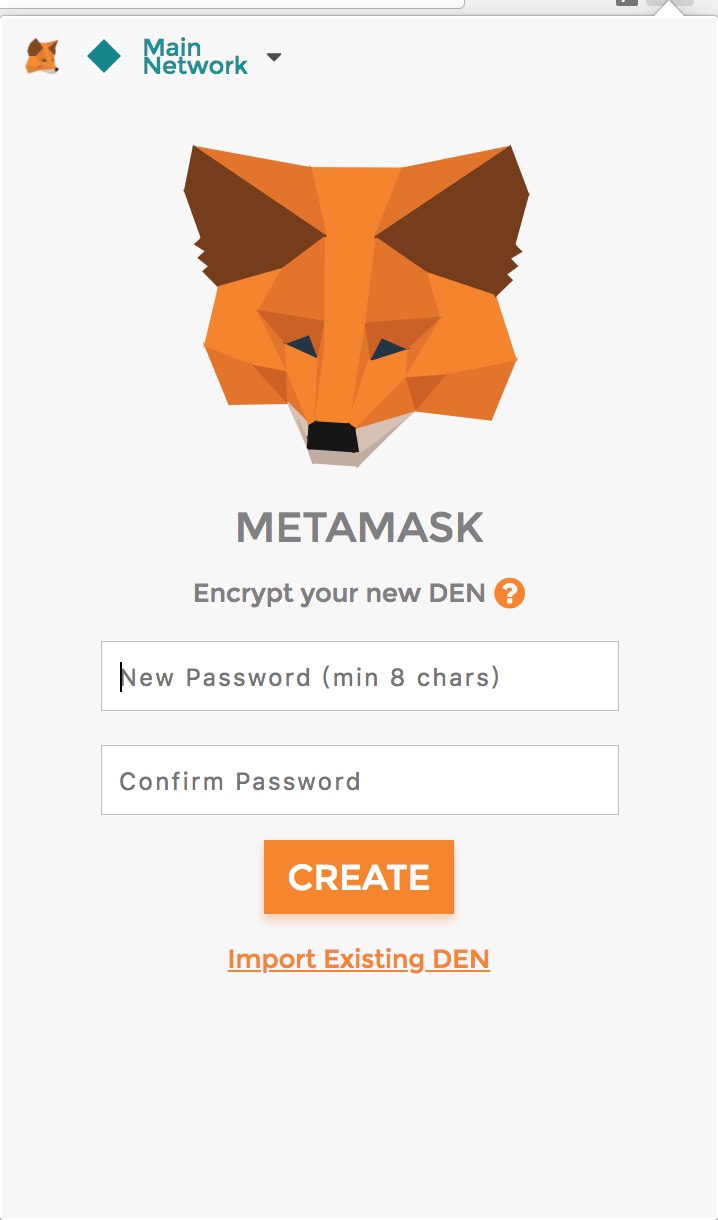 Main
Network
METAMASK
Encrypt your new DEN ?
New Password (min 8 chars)
Confirm Password
CREATE
Import Existing DEN